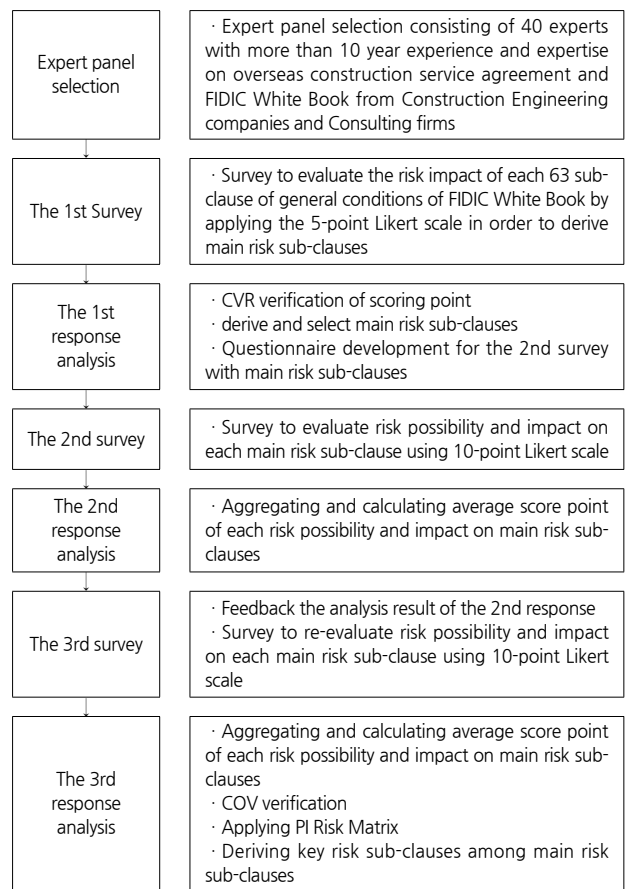 Expert panel
selection
· Expert panel selection consisting of 40 experts
with more than 10 year experience and expertise
on overseas construction service agreement and
FIDIC White Book from Construction Engineering
companies and Consulting firms
The 1st Survey
· Survey to evaluate the risk impact of each 63 sub-
clause of general conditions of FIDIC White Book by
applying the 5-point Likert scale in order to derive
main risk sub-clauses
The 1st
response
analysis
· CVR verification of scoring point
· derive and select main risk sub-clauses
· Questionnaire development for the 2nd survey
with main risk sub-clauses
The 2nd survey
· Survey to evaluate risk possibility and impact on
each main risk sub-clause using 10-point Likert scale
The 2nd
response
analysis
· Aggregating and calculating average score point
of each risk possibility and impact on main risk sub-
clauses
The 3rd survey
· Feedback the analysis result of the 2nd response
· Survey to re-evaluate risk possibility and impact
on each main risk sub-clause using 10-point Likert
scale
The 3rd
response
analysis
· Aggregating and calculating average score point
of each risk possibility and impact on main risk sub-
clauses
· COV verification
· Applying PI Risk Matrix
· Deriving key risk sub-clauses among main risk
sub-clauses